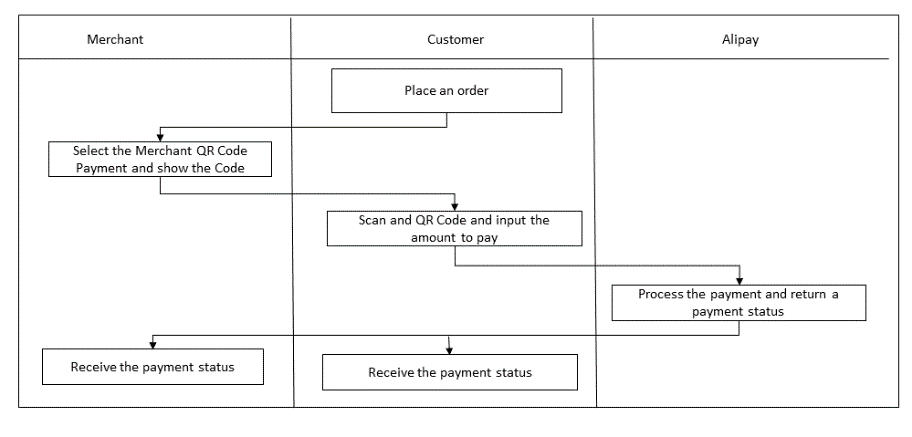 Merchant
Customer
Alipay
Place an order
Select the Merchant QR Code
Payment and show the Code
Scan and QR Code and input the
amount to pay
Process the payment and return a
payment status
Receive the payment status
Receive the payment status